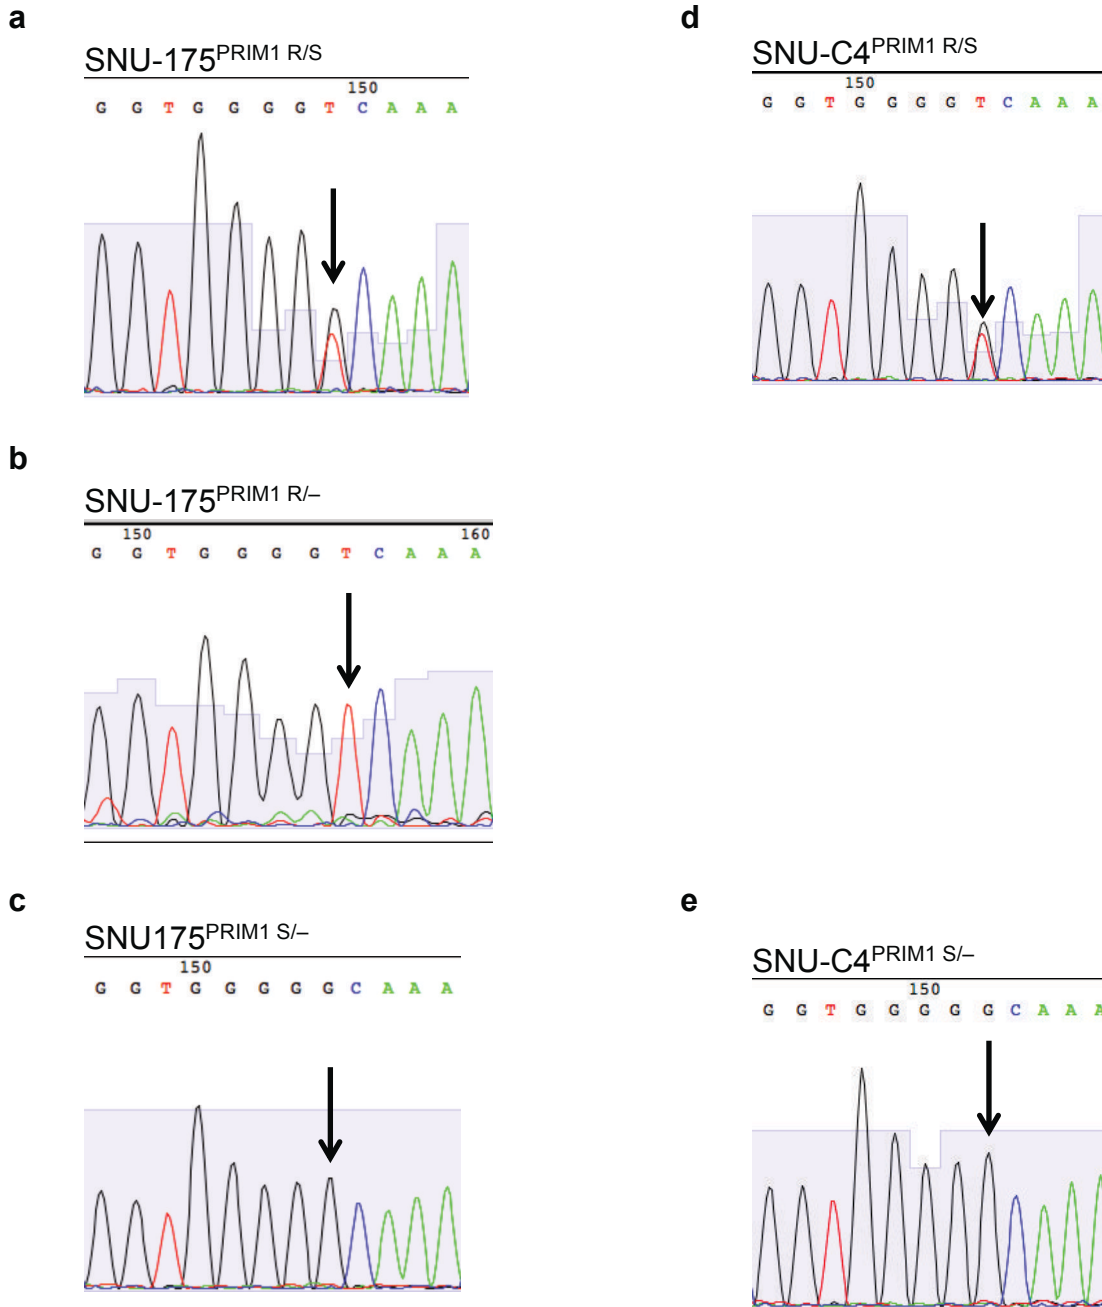 a
SNU-175PRIM1 R/S
150
G G T G G G G T C A A A
b
SNU-175PRIM1 R/–
150 160
G G T G G G G T C A A A
c
SNU175PRIM1 S/–
150
G G T G G G G G C A A A
d
SNU-C4PRIM1 R/S
150
G G T G G G G T C A A A
e
SNU-C4PRIM1 S/–
150
G G T G G G G G C A A A